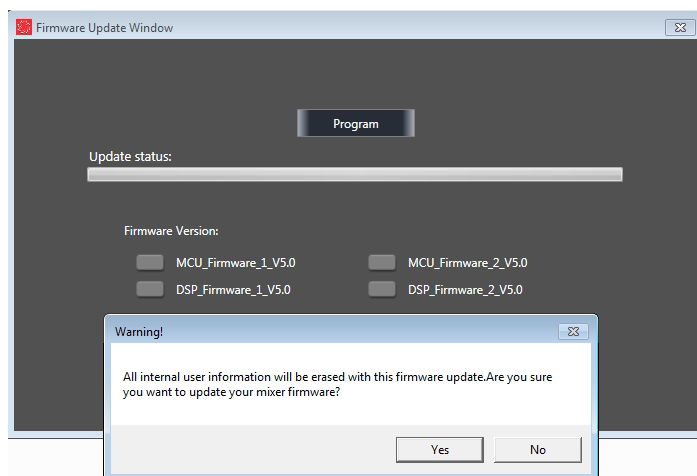 Firmware Update Window
Program
Update status:
Firmware Version:
MCU_Firmware_1_V5.0 MCU_Firmware_2_V5.0
DSP_Firmware_1_V5.0 DSP_Firmware_2_V5.0
Warning!
All internal user information will be erased with this firmware update.Are you sure
you want to update your mixer firmware?
Yes No